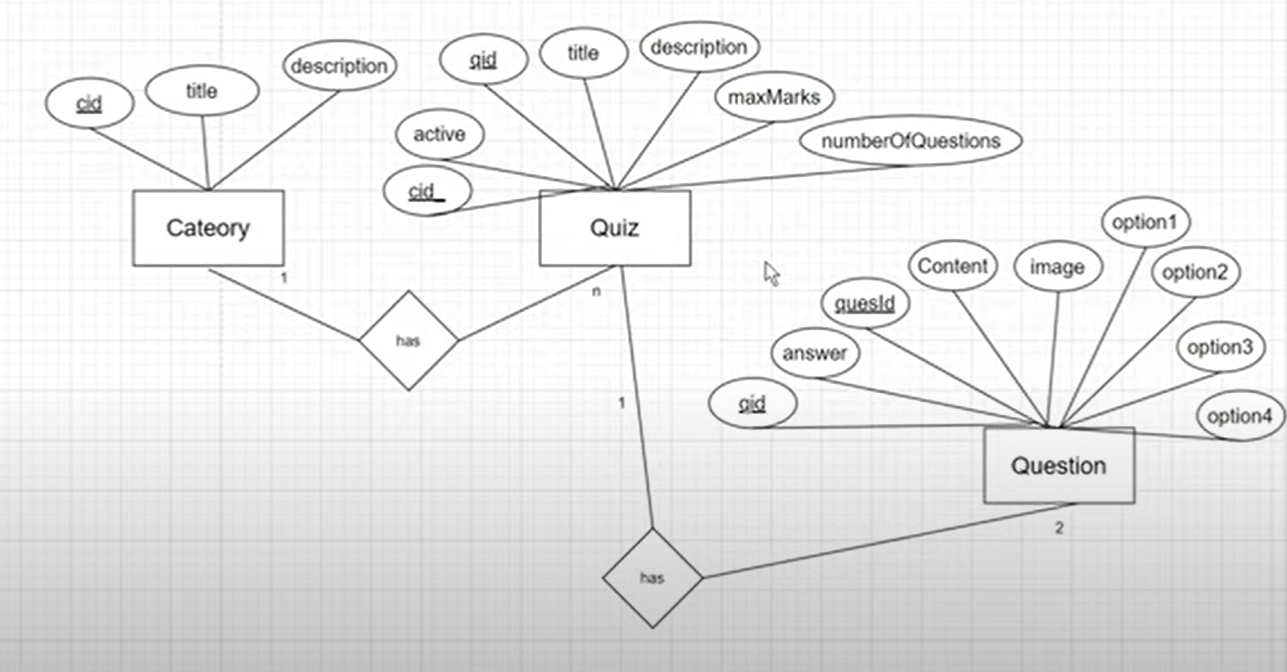 cid
title
description
Cateory
1
has
qid
title
description
maxMarks
numberOfQuestions
active
cid_
Quiz
n
1
has
option1
Content
image
option2
quesId
answer
option3
qid
option4
Question
2